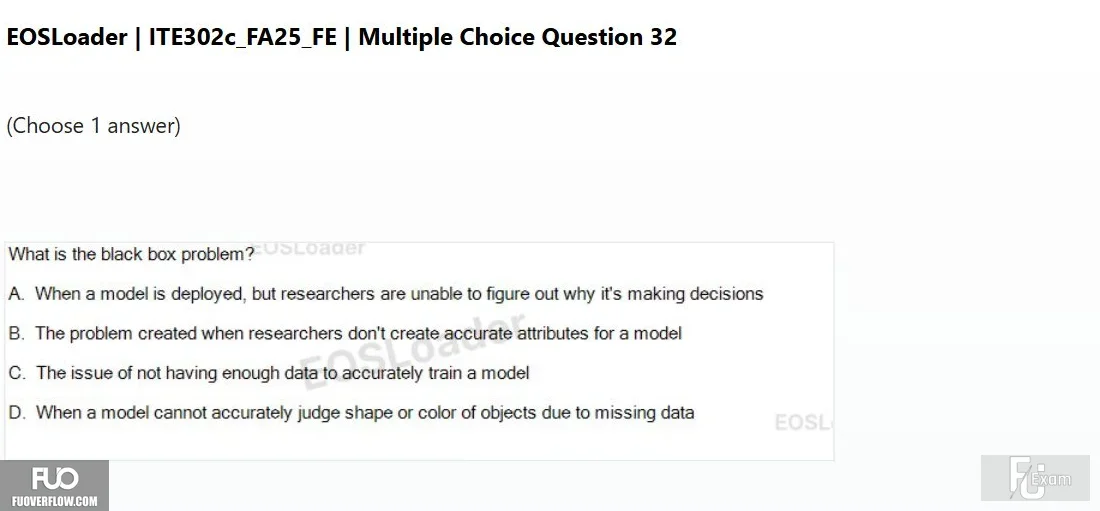 EOSLoader | ITE302c_FA25_FE | Multiple Choice Question 32
(Choose 1 answer)
What is the black box problem?
EOSLoader
A. When a model is deployed, but researchers are unable to figure out why it's making decisions
B. The problem created when researchers don't create accurate attributes for a model
EOSLoader
C. The issue of not having enough data to accurately train a model
D. When a model cannot accurately judge shape or color of objects due to missing data
EOSL
FUO
FUOVERFLOW.COM
Exam